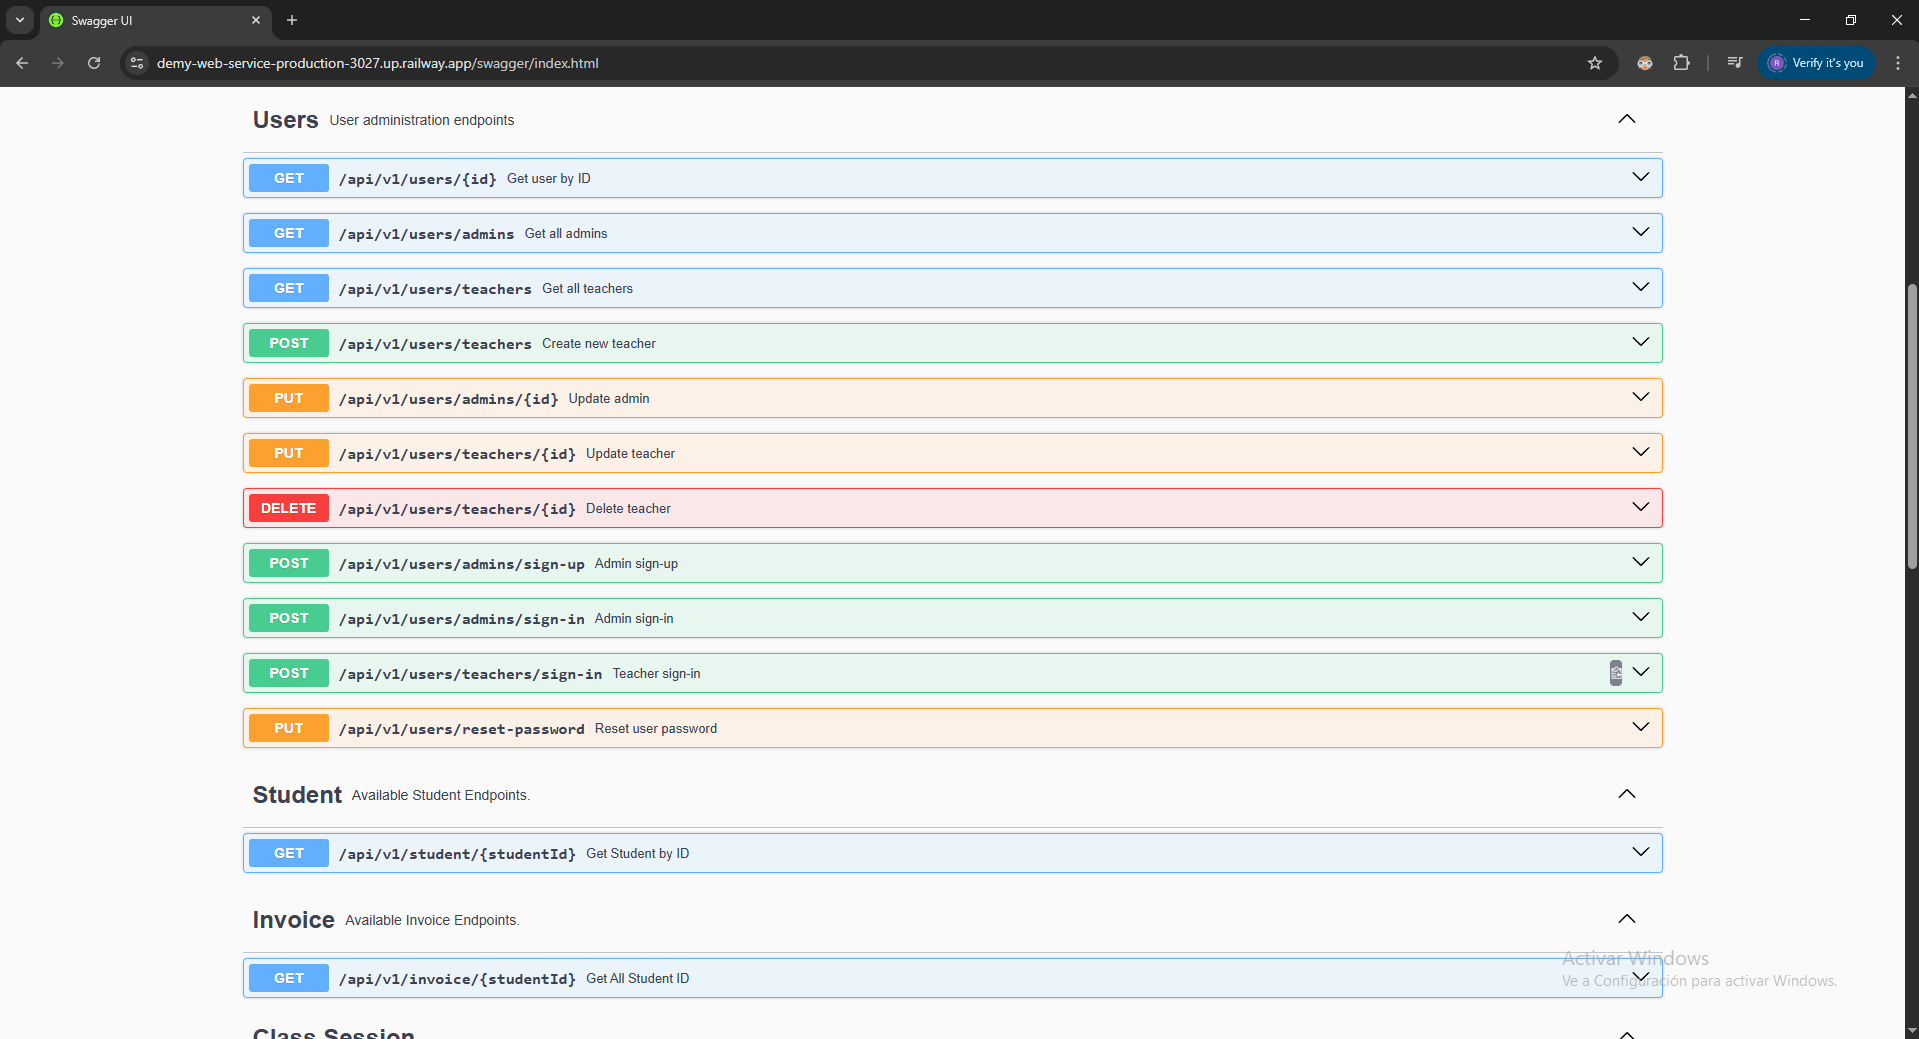 Swagger UI
demy-web-service-production-3027.up.railway.app/swagger/index.html
R
Verify it's you
Users User administration endpoints
GET /api/v1/users/{id} Get user by ID
GET /api/v1/users/admins Get all admins
GET /api/v1/users/teachers Get all teachers
POST /api/v1/users/teachers Create new teacher
PUT /api/v1/users/admins/{id} Update admin
PUT /api/v1/users/teachers/{id} Update teacher
DELETE /api/v1/users/teachers/{id} Delete teacher
POST /api/v1/users/admins/sign-up Admin sign-up
POST /api/v1/users/admins/sign-in Admin sign-in
POST /api/v1/users/teachers/sign-in Teacher sign-in
PUT /api/v1/users/reset-password Reset user password
Student Available Student Endpoints.
GET /api/v1/student/{studentId} Get Student by ID
Invoice Available Invoice Endpoints.
GET /api/v1/invoice/{studentId} Get All Student ID
Activar Windows
Ve a Configuración para activar Windows.
Class Session